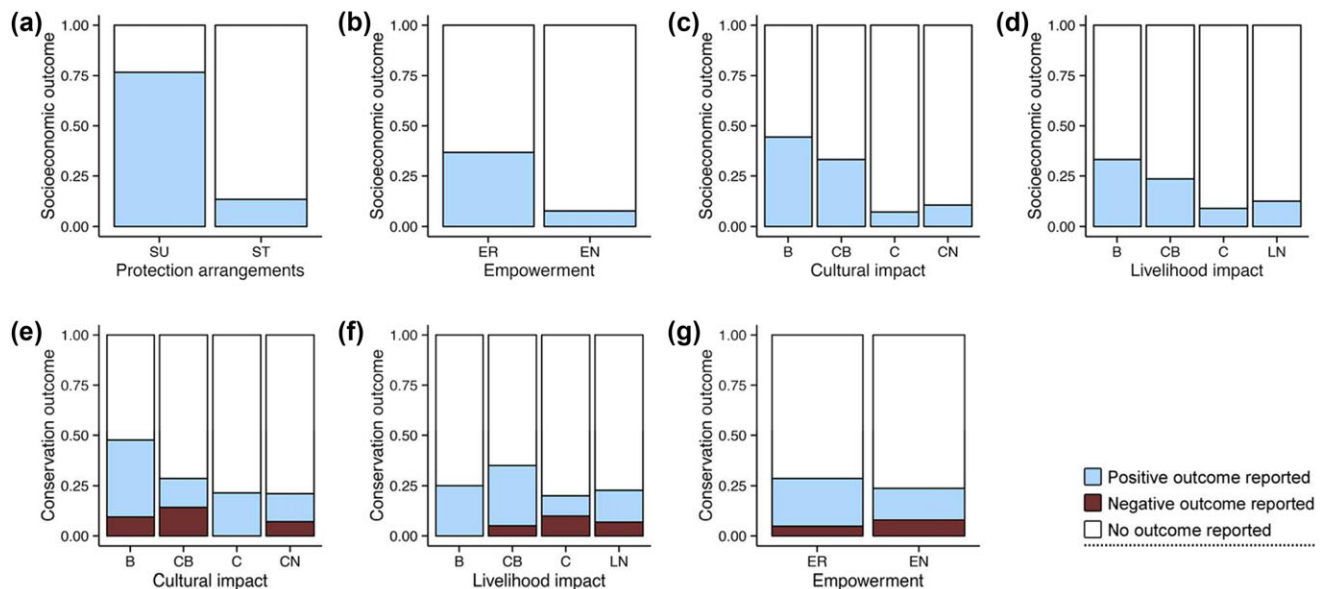 (a)
Socioeconomic outcome
1.00
0.75
0.50
0.25
0.00
SU ST
Protection arrangements
(b)
Socioeconomic outcome
1.00
0.75
0.50
0.25
0.00
ER EN
Empowerment
(c)
Socioeconomic outcome
1.00
0.75
0.50
0.25
0.00
B CB C CN
Cultural impact
(d)
Socioeconomic outcome
1.00
0.75
0.50
0.25
0.00
B CB C LN
Livelihood impact
(e)
Conservation outcome
1.00
0.75
0.50
0.25
0.00
B CB C CN
Cultural impact
(f)
Conservation outcome
1.00
0.75
0.50
0.25
0.00
B CB C LN
Livelihood impact
(g)
Conservation outcome
1.00
0.75
0.50
0.25
0.00
ER EN
Empowerment
Positive outcome reported
Negative outcome reported
No outcome reported